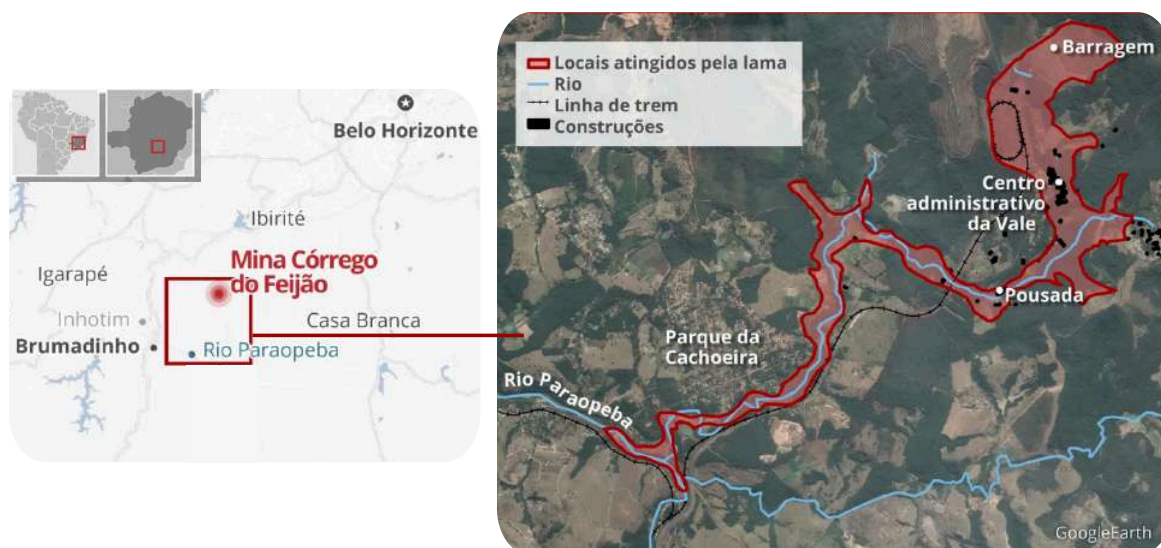 Belo Horizonte
Ibirité
Mina Córrego
do Feijão
Igarapé
Inhotim
Casa Branca
Brumadinho
Rio Paraopeba
Locais atingidos pela lama
Rio
Linha de trem
Construções
Barragem
Centro
administrativo
da Vale
Pousada
Parque da
Cachoeira
Rio Paraopeba
GoogleEarth